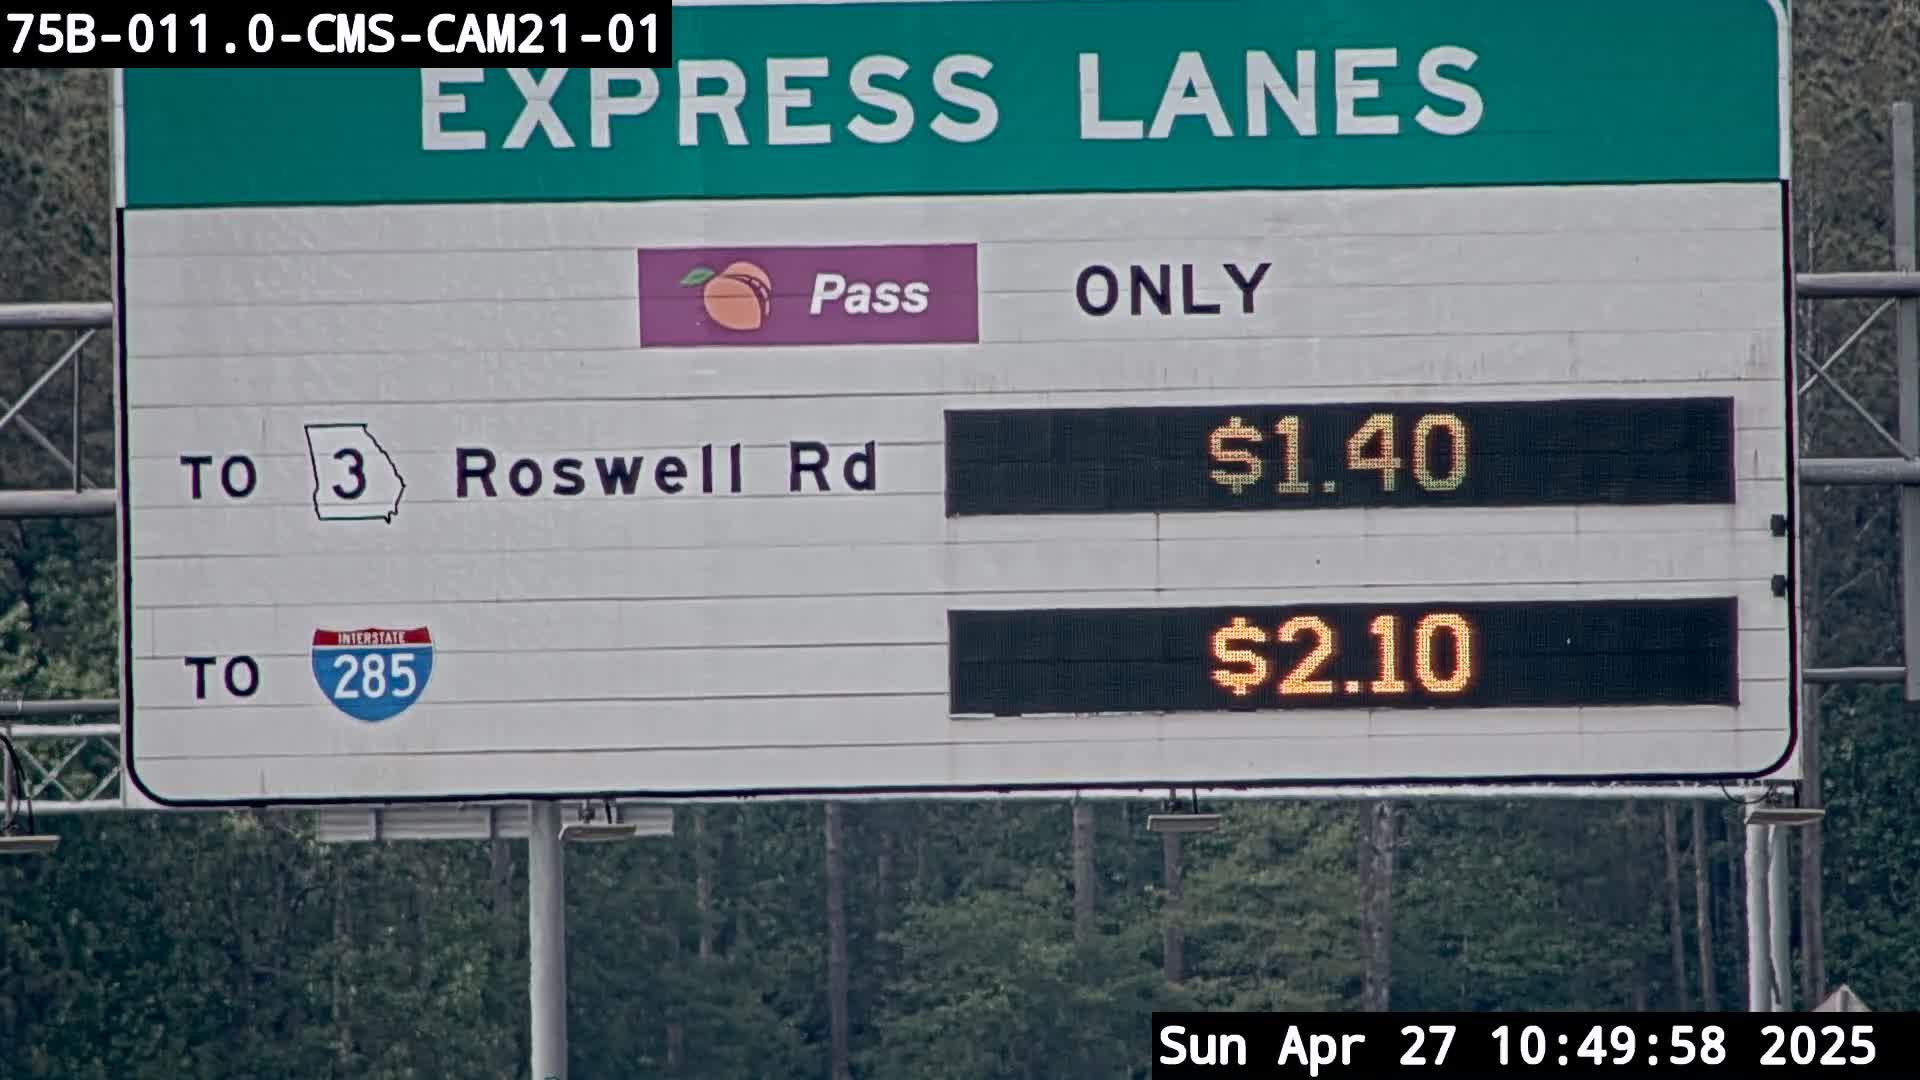 75B-011.0-CMS-CAM21-01
EXPRESS LANES
Pass ONLY
TO 3 Roswell Rd $1.40
TO INTERSTATE 285 $2.10
Sun Apr 27 10:49:58 2025